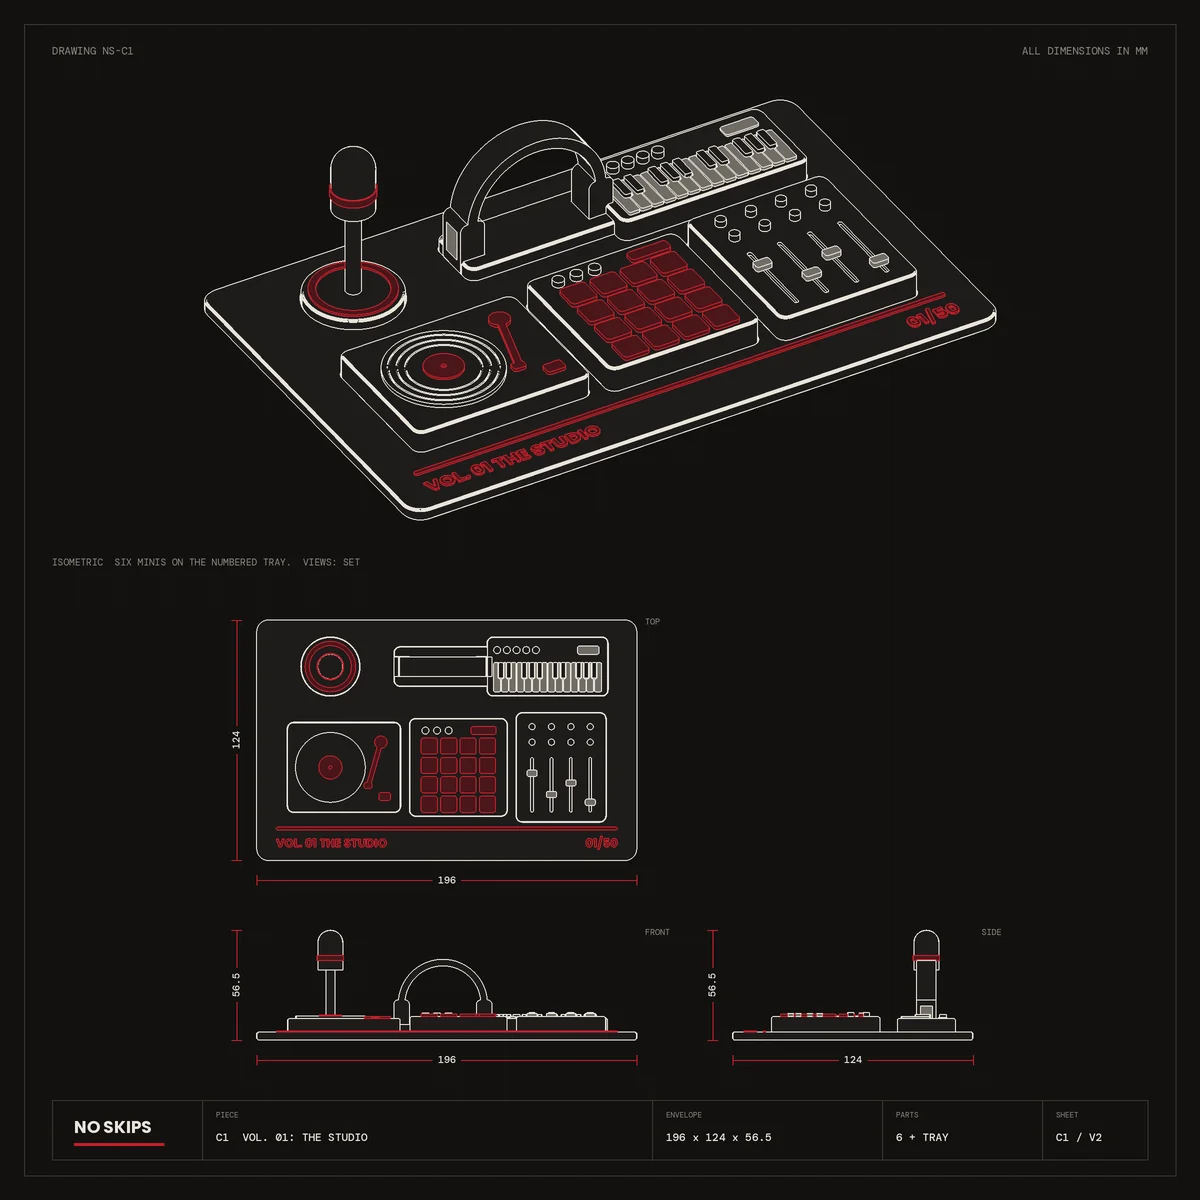 DRAWING NS-C1
ALL DIMENSIONS IN MM
01/50
VOL. 01 THE STUDIO
ISOMETRIC  SIX MINIS ON THE NUMBERED TRAY.  VIEWS: SET
TOP
124
VOL. 01 THE STUDIO
01/50
196
FRONT
SIDE
56.5
56.5
196
124
NO SKIPS
PIECE
C1  VOL. 01: THE STUDIO
ENVELOPE
196 x 124 x 56.5
PARTS
6 + TRAY
SHEET
C1 / V2